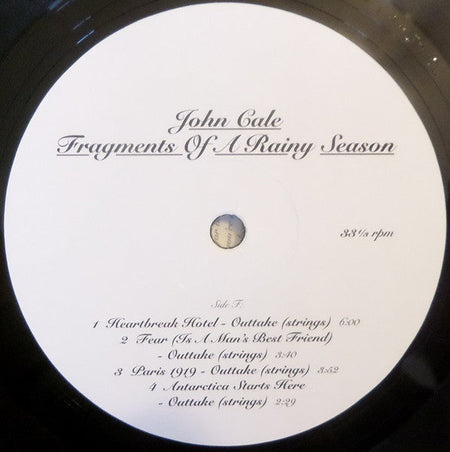 John Cale
Fragments Of A Rainy Season
33⅓ rpm
Side F:
1 Heartbreak Hotel - Outtake (strings) 6:00
2 Fear (Is A Man's Best Friend)
- Outtake (strings) 3:40
3 Paris 1919 - Outtake (strings) 3:52
4 Antarctica Starts Here
- Outtake (strings) 2:29